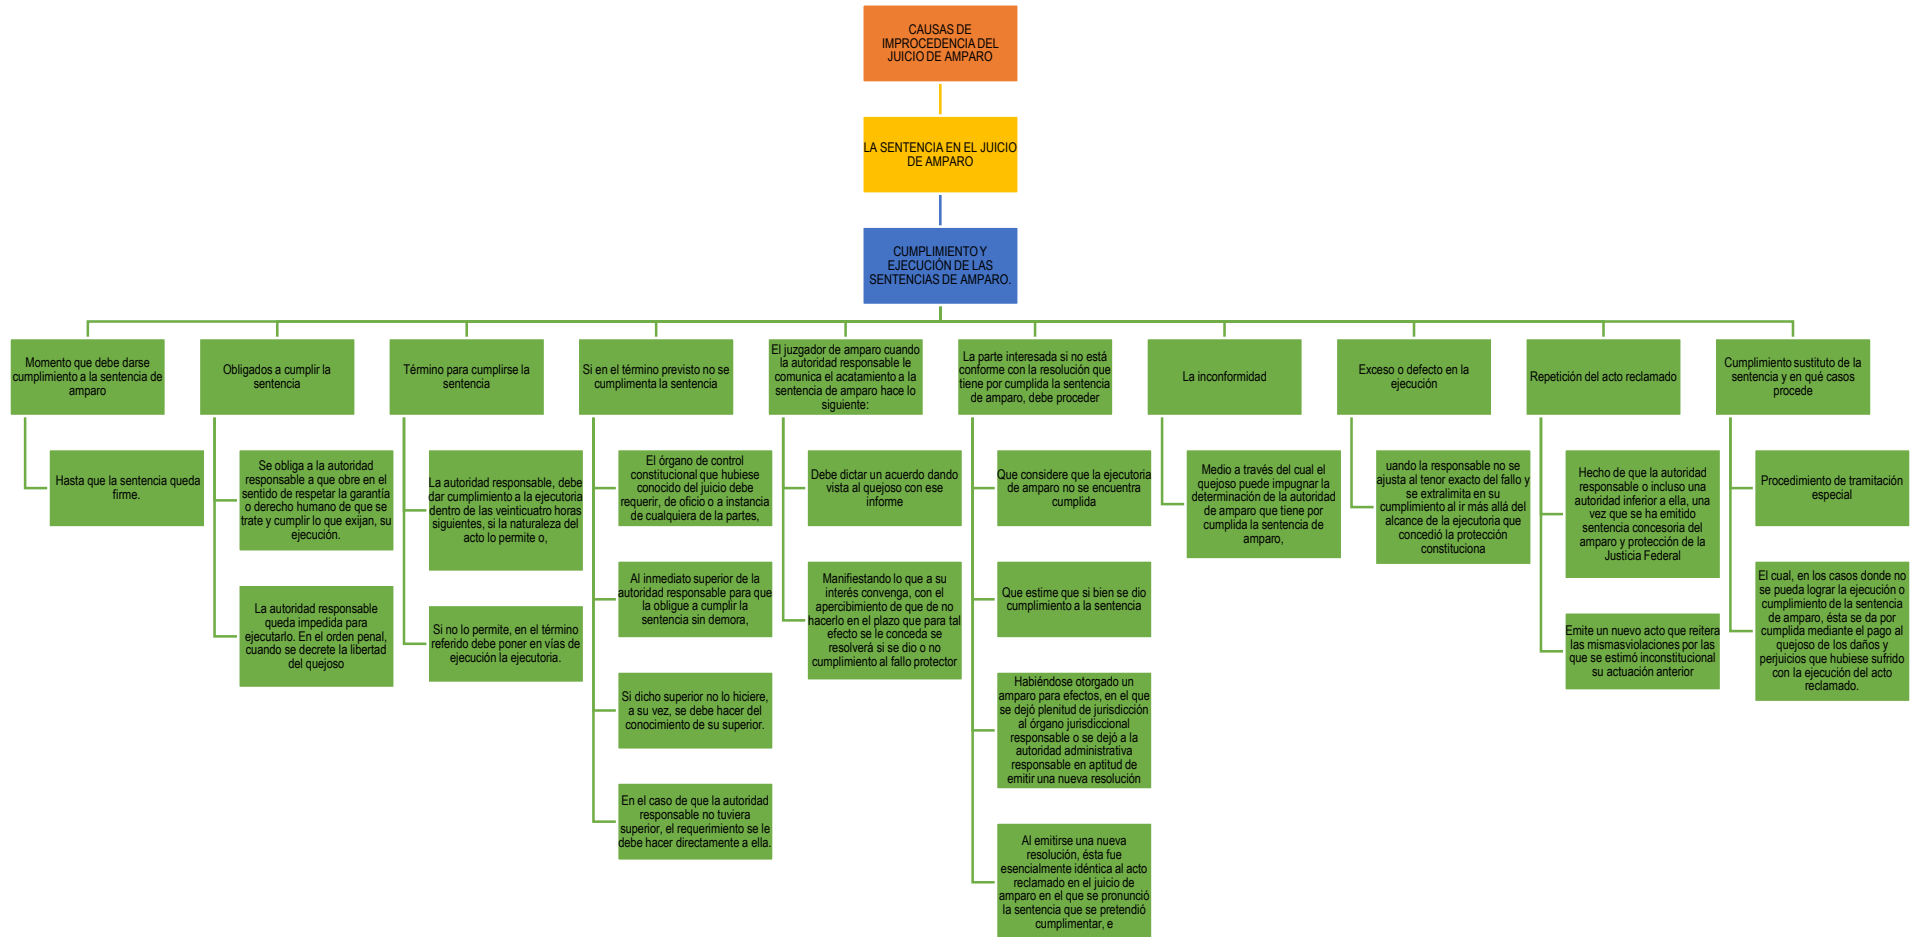 CAUSAS DE
IMPROCEDENCIA DEL
JUICIO DE AMPARO
LA SENTENCIA EN EL JUICIO
DE AMPARO
CUMPLIMIENTO Y
EJECUCIÓN DE LAS
SENTENCIAS DE AMPARO.
Momento que debe darse
cumplimiento a la sentencia de
amparo
Hasta que la sentencia queda
firme.
Obligados a cumplir la
sentencia
Se obliga a la autoridad
responsable a que obre en el
sentido de respetar la garantía
o derecho humano de que se
trate y cumplir lo que exijan, su
ejecución.
La autoridad responsable
queda impedida para
ejecutarlo. En el orden penal,
cuando se decrete la libertad
del quejoso
Término para cumplirse la
sentencia
La autoridad responsable, debe
dar cumplimiento a la ejecutoria
dentro de las veinticuatro horas
siguientes, si la naturaleza del
acto lo permite o,
Si no lo permite, en el término
referido debe poner en vías de
ejecución la ejecutoria.
Si en el término previsto no se
cumplimenta la sentencia
El órgano de control
constitucional que hubiese
conocido del juicio debe
requerir, de oficio o a instancia
de cualquiera de la partes,
Al inmediato superior de la
autoridad responsable para que
la obligue a cumplir la
sentencia sin demora,
Si dicho superior no lo hiciere,
a su vez, se debe hacer del
conocimiento de su superior.
En el caso de que la autoridad
responsable no tuviera
superior, el requerimiento se le
debe hacer directamente a ella.
El juzgador de amparo cuando
la autoridad responsable le
comunica el acatamiento a la
sentencia de amparo hace lo
siguiente:
Debe dictar un acuerdo dando
vista al quejoso con ese
informe
Manifiestando lo que a su
interés convenga, con el
apercibimiento de que de no
hacerlo en el plazo que para tal
efecto se le conceda se
resolverá si se dio o no
cumplimiento al fallo protector
La parte interesada si no está
conforme con la resolución que
tiene por cumplida la sentencia
de amparo, debe proceder
Que considere que la ejecutoria
de amparo no se encuentra
cumplida
Que estime que si bien se dio
cumplimiento a la sentencia
Habiéndose otorgado un
amparo para efectos, en el que
se dejó plenitud de jurisdicción
al órgano jurisdiccional
responsable o se dejó a la
autoridad administrativa
responsable en aptitud de
emitir una nueva resolución
Al emitirse una nueva
resolución, ésta fue
esencialmente idéntica al acto
reclamado en el juicio de
amparo en el que se pronunció
la sentencia que se pretendió
cumplimentar, e
La inconformidad
Medio a través del cual el
quejoso puede impugnar la
determinación de la autoridad
de amparo que tiene por
cumplida la sentencia de
amparo,
Exceso o defecto en la
ejecución
uando la responsable no se
ajusta al tenor exacto del fallo y
se extralimita en su
cumplimiento al ir más allá del
alcance de la ejecutoria que
concedió la protección
constituciona
Repetición del acto reclamado
Hecho de que la autoridad
responsable o incluso una
autoridad inferior a ella, una
vez que se ha emitido
sentencia concesoria del
amparo y protección de la
Justicia Federal
Emite un nuevo acto que reitera
las mismasviolaciones por las
que se estimó inconstitucional
su actuación anterior
Cumplimiento sustituto de la
sentencia y en qué casos
procede
Procedimiento de tramitación
especial
El cual, en los casos donde no
se pueda lograr la ejecución o
cumplimiento de la sentencia
de amparo, ésta se da por
cumplida mediante el pago al
quejoso de los daños y
perjuicios que hubiese sufrido
con la ejecución del acto
reclamado.